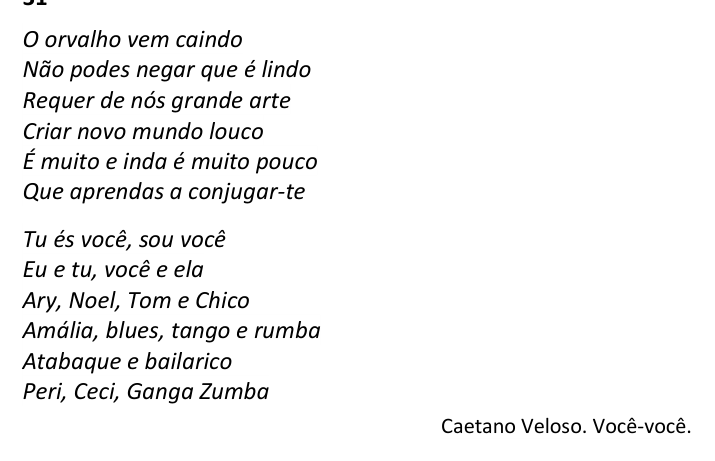 31
O orvalho vem caindo
Não podes negar que é lindo
Requer de nós grande arte
Criar novo mundo louco
É muito e inda é muito pouco
Que aprendas a conjugar-te
Tu és você, sou você
Eu e tu, você e ela
Ary, Noel, Tom e Chico
Amália, blues, tango e rumba
Atabaque e bailarico
Peri, Ceci, Ganga Zumba
Caetano Veloso. Você-você.